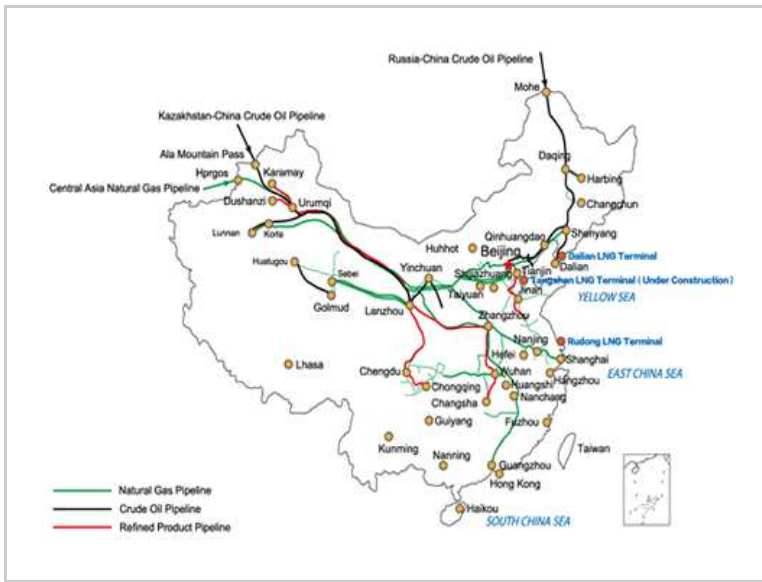 Russia-China Crude Oil Pipeline
Mohe
Kazakhstan-China Crude Oil Pipeline
Ala Mountain Pass
Hprgos
Karamay
Central Asia Natural Gas Pipeline
Dushanzi
Urumqi
Daqing
Harbing
Changchun
Lunnan
Korla
Qinhuangdao
Shenyang
Huhhot
Beijing
Dalian LNG Terminal
Dalian
Huatugou
Sebei
Yinchuan
Shijiazhuang
Tianjin
Tangshan LNG Terminal ( Under Construction )
Taiyuan
Jinan
YELLOW SEA
Golmud
Lanzhou
Zhangzhou
Nanjing
Rudong LNG Terminal
Hefei
Shanghai
Lhasa
Chengdu
Wuhan
Hangzhou
EAST CHINA SEA
Chongqing
Huangshi
Nanchang
Changsha
Guiyang
Fuzhou
Kunming
Taiwan
Nanning
Guangzhou
Hong Kong
Natural Gas Pipeline
Crude Oil Pipeline
Refined Product Pipeline
Haikou
SOUTH CHINA SEA